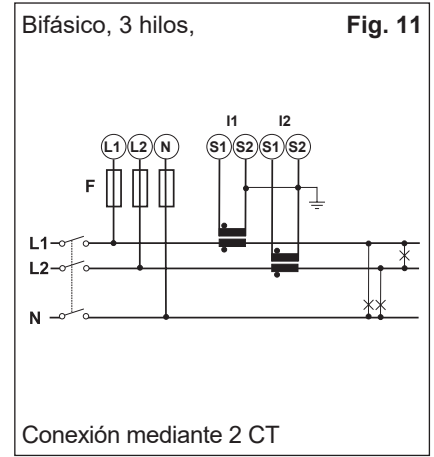 Bifásico, 3 hilos, Fig. 11
I1 I2
L1 L2 N S1 S2 S1 S2
F
L1
L2
N
Conexión mediante 2 CT